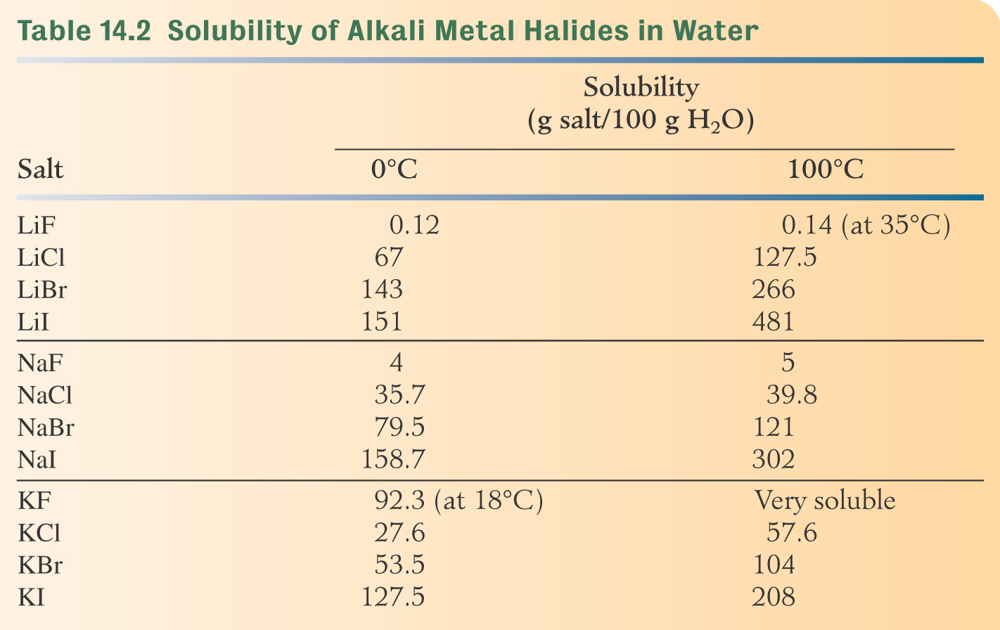 Table 14.2 Solubility of Alkali Metal Halides in Water
Solubility
(g salt/100 g H₂O)
Salt 0°C 100°C
LiF 0.12 0.14 (at 35°C)
LiCl 67 127.5
LiBr 143 266
LiI 151 481
NaF 4 5
NaCl 35.7 39.8
NaBr 79.5 121
NaI 158.7 302
KF 92.3 (at 18°C) Very soluble
KCl 27.6 57.6
KBr 53.5 104
KI 127.5 208